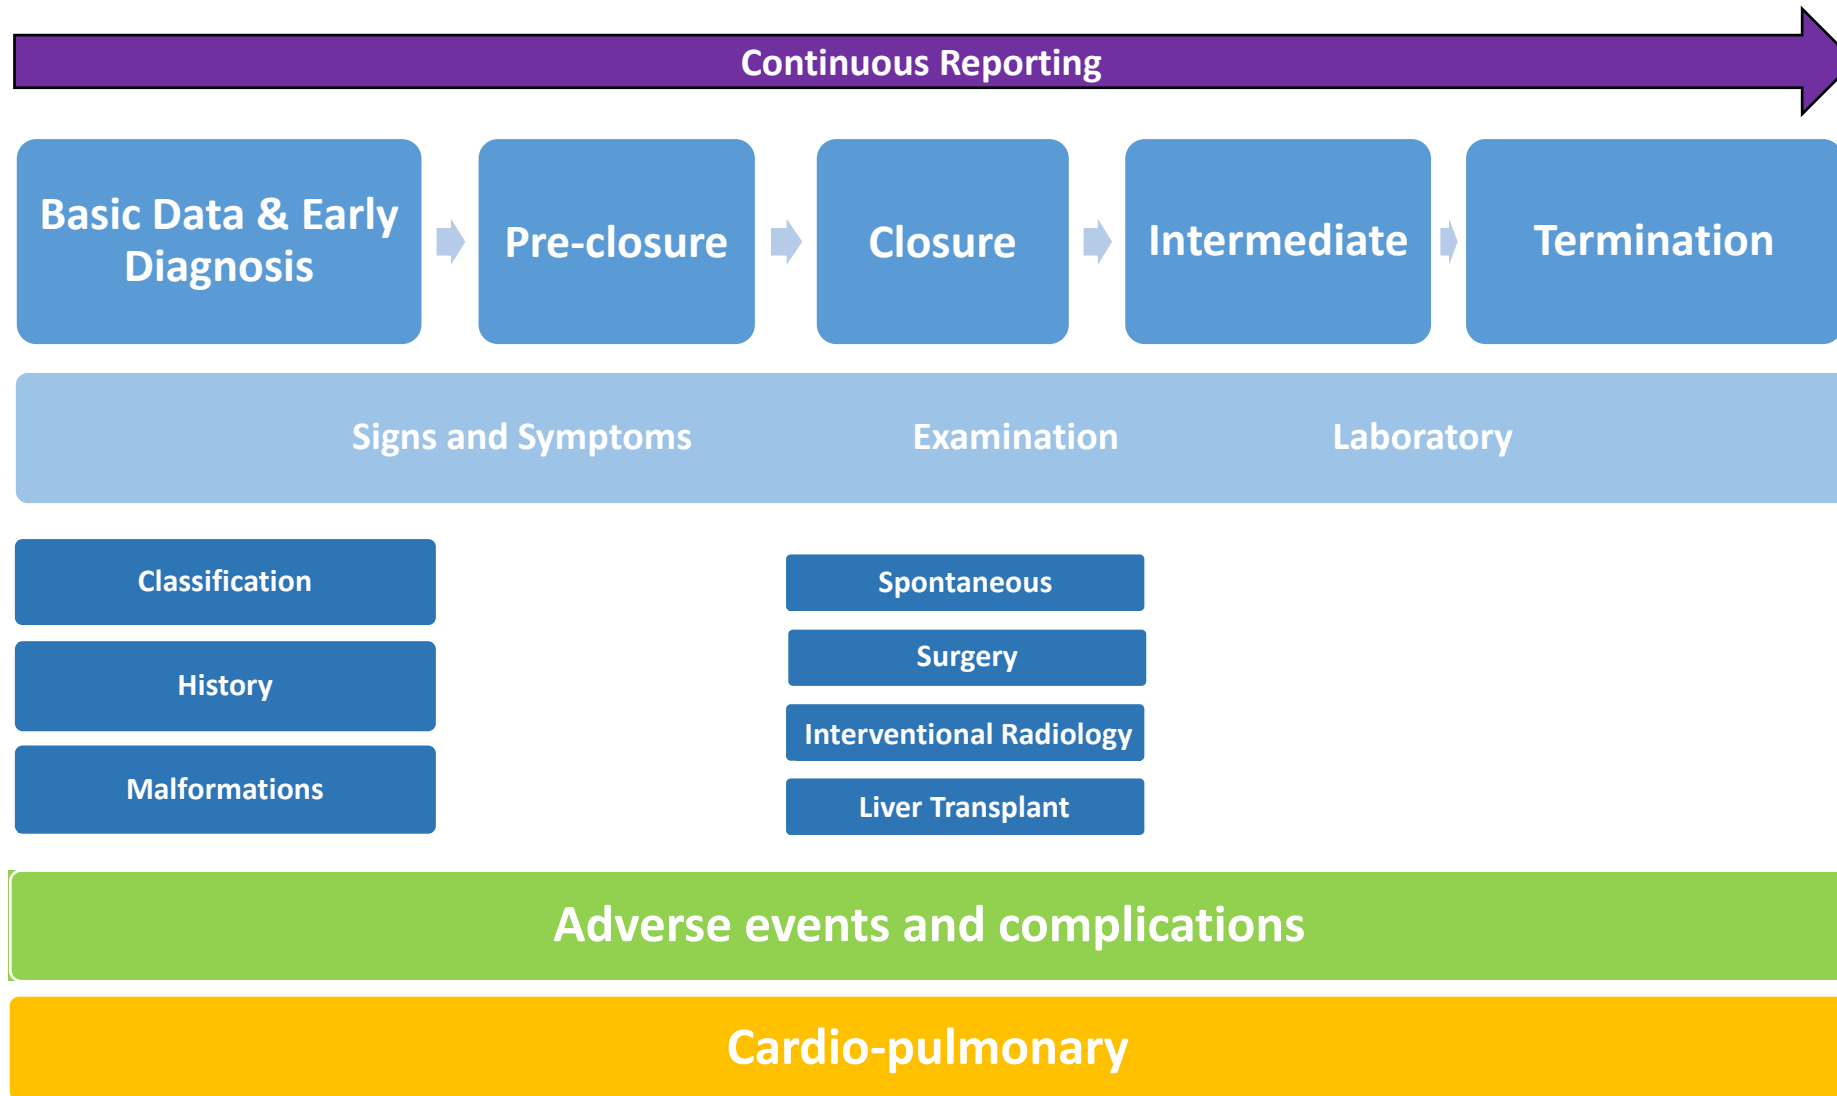 Continuous Reporting
Basic Data & Early
Diagnosis
Pre-closure
Closure
Intermediate
Termination
Signs and Symptoms
Examination
Laboratory
Classification
History
Malformations
Spontaneous
Surgery
Interventional Radiology
Liver Transplant
Adverse events and complications
Cardio-pulmonary